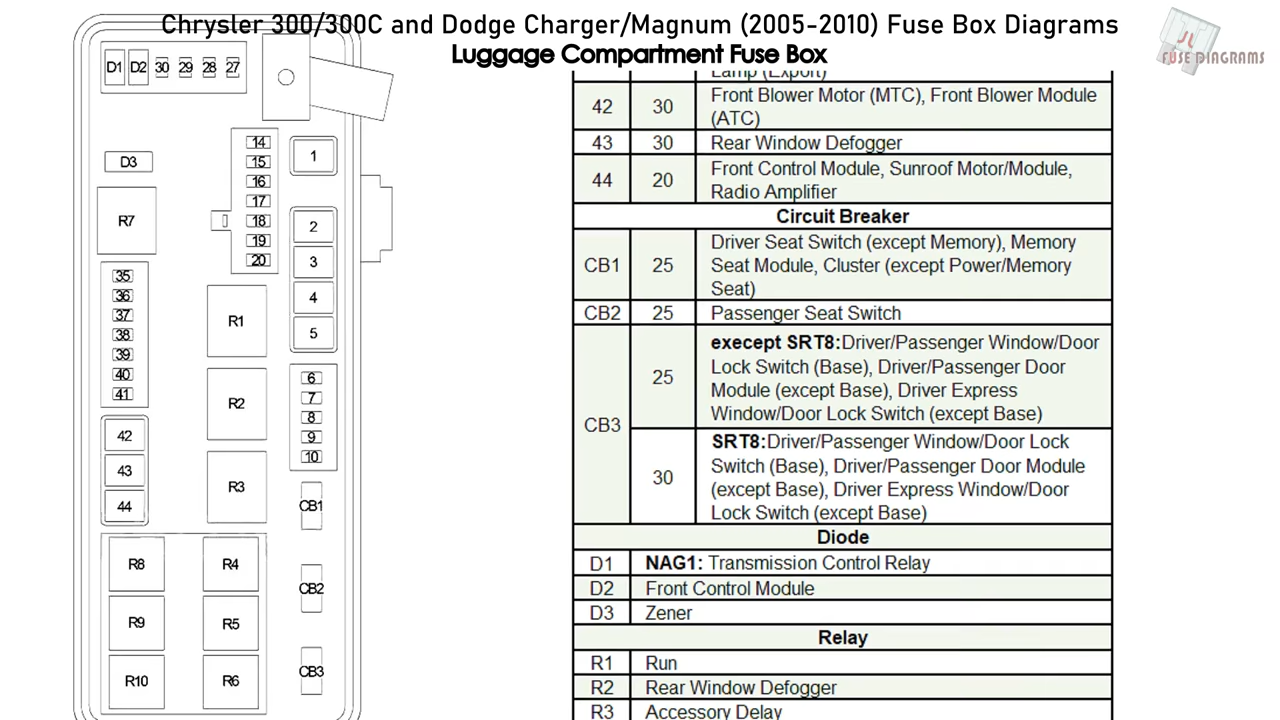 Chrysler 300/300C and Dodge Charger/Magnum (2005-2010) Fuse Box Diagrams
Luggage Compartment Fuse Box
JL
FUSE DIAGRAMS
D1 D2 30 29 28 27
D3
R7
14
15
16
17
18
19
20
1
2
3
4
5
35
36
37
38
39
40
41
R1
R2
R3
6
7
8
9
10
42
43
44
CB1
CB2
CB3
R8 R4
R9 R5
R10 R6
Lamp (Export)
42 30 Front Blower Motor (MTC), Front Blower Module
(ATC)
43 30 Rear Window Defogger
44 20 Front Control Module, Sunroof Motor/Module,
Radio Amplifier
Circuit Breaker
CB1 25 Driver Seat Switch (except Memory), Memory
Seat Module, Cluster (except Power/Memory
Seat)
CB2 25 Passenger Seat Switch
CB3
25 execept SRT8:Driver/Passenger Window/Door
Lock Switch (Base), Driver/Passenger Door
Module (except Base), Driver Express
Window/Door Lock Switch (except Base)
30 SRT8:Driver/Passenger Window/Door Lock
Switch (Base), Driver/Passenger Door Module
(except Base), Driver Express Window/Door
Lock Switch (except Base)
Diode
D1 NAG1: Transmission Control Relay
D2 Front Control Module
D3 Zener
Relay
R1 Run
R2 Rear Window Defogger
R3 Accessory Delay